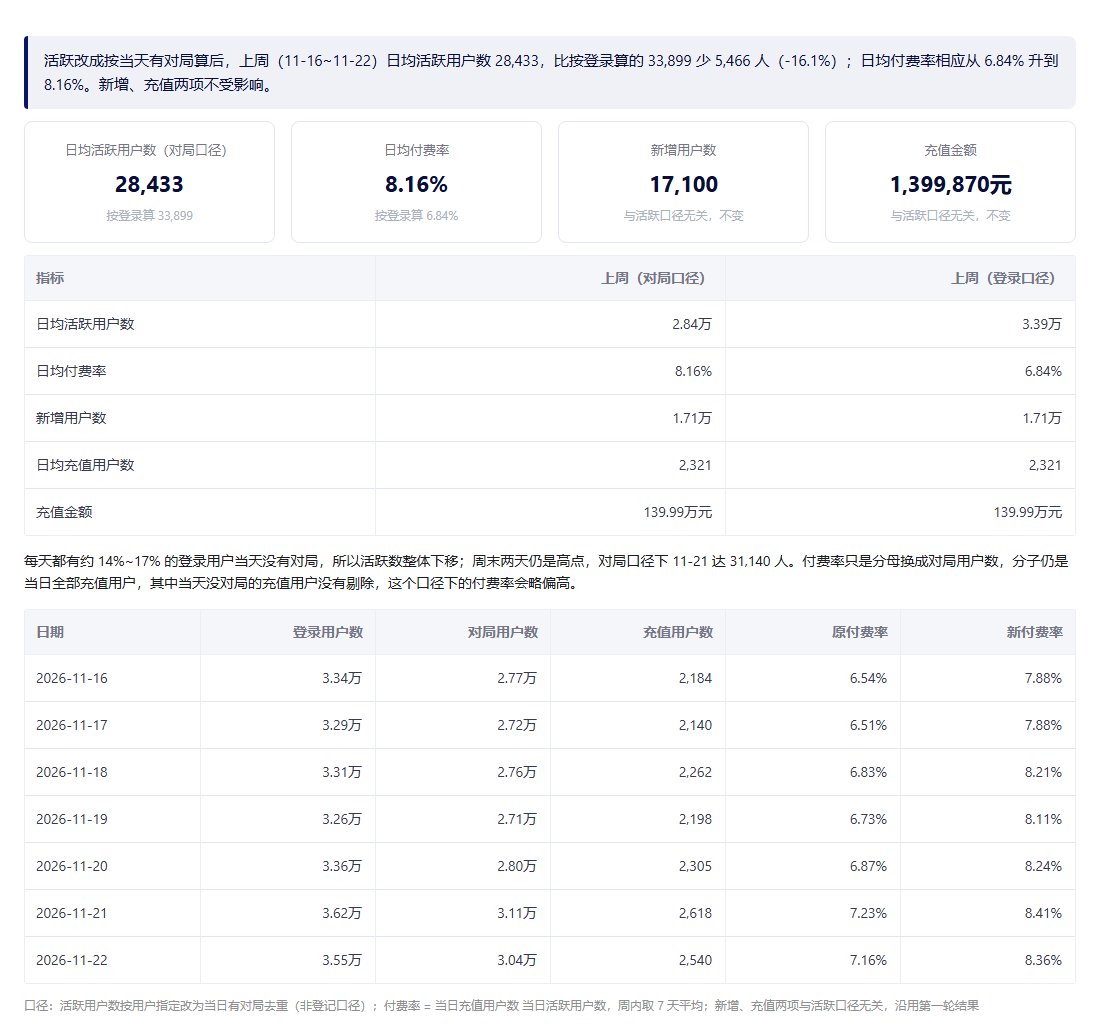 活跃改成按当天有对局算后，上周（11-16~11-22）日均活跃用户数 28,433，比按登录算的 33,899 少 5,466 人（-16.1%）；日均付费率相应从 6.84% 升到
8.16%。新增、充值两项不受影响。
日均活跃用户数（对局口径） 日均付费率 新增用户数 充值金额
28,433 8.16% 17,100 1,399,870元
按登录算 33,899 按登录算 6.84% 与活跃口径无关，不变 与活跃口径无关，不变
指标 上周（对局口径） 上周（登录口径）
日均活跃用户数 2.84万 3.39万
日均付费率 8.16% 6.84%
新增用户数 1.71万 1.71万
日均充值用户数 2,321 2,321
充值金额 139.99万元 139.99万元
每天都有约 14%~17% 的登录用户当天没有对局，所以活跃数整体下移；周末两天仍是高点，对局口径下 11-21 达 31,140 人。付费率只是分母换成对局用户数，分子仍是
当日全部充值用户，其中当天没对局的充值用户没有剔除，这个口径下的付费率会略偏高。
日期 登录用户数 对局用户数 充值用户数 原付费率 新付费率
2026-11-16 3.34万 2.77万 2,184 6.54% 7.88%
2026-11-17 3.29万 2.72万 2,140 6.51% 7.88%
2026-11-18 3.31万 2.76万 2,262 6.83% 8.21%
2026-11-19 3.26万 2.71万 2,198 6.73% 8.11%
2026-11-20 3.36万 2.80万 2,305 6.87% 8.24%
2026-11-21 3.62万 3.11万 2,618 7.23% 8.41%
2026-11-22 3.55万 3.04万 2,540 7.16% 8.36%
口径：活跃用户数按用户指定改为当日有对局去重（非登记口径）；付费率 = 当日充值用户数 当日活跃用户数，周内取 7 天平均；新增、充值两项与活跃口径无关，沿用第一轮结果